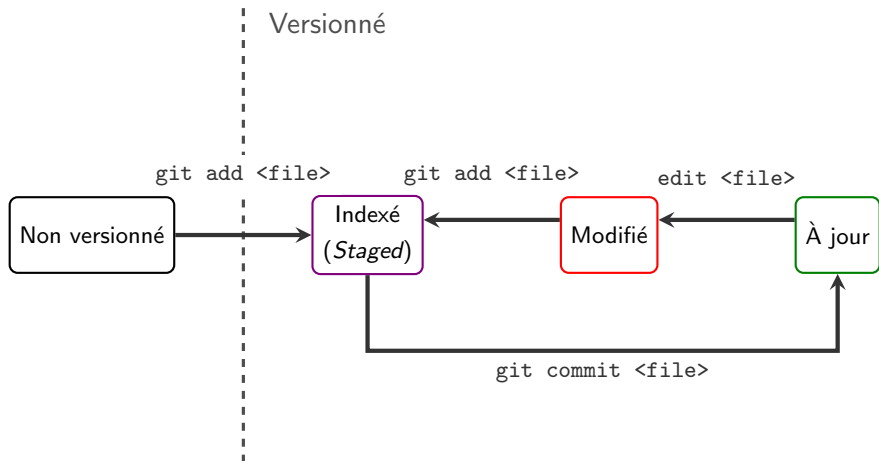 Versionné
git add <file>
git add <file>
edit <file>
Non versionné
Indexé
(Staged)
Modifié
À jour
git commit <file>